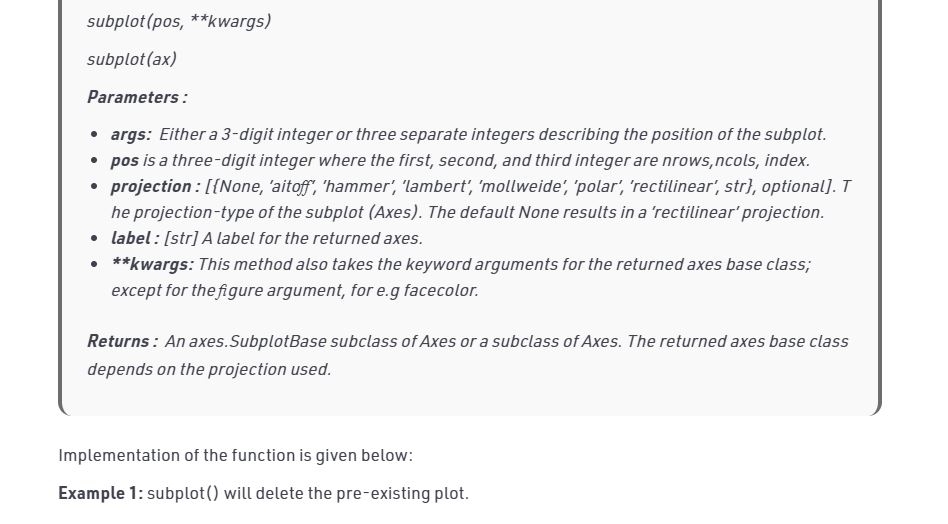 subplot(pos, **kwargs)
subplot(ax)
Parameters :
args:  Either a 3-digit integer or three separate integers describing the position of the subplot.
pos is a three-digit integer where the first, second, and third integer are nrows,ncols, index.
projection : [{None, ’aitoff’, ’hammer’, ’lambert’, ’mollweide’, ’polar’, ’rectilinear’, str}, optional]. T
he projection-type of the subplot (Axes). The default None results in a ’rectilinear’ projection.
label : [str] A label for the returned axes.
**kwargs: This method also takes the keyword arguments for the returned axes base class;
except for the figure argument, for e.g facecolor.
Returns :  An axes.SubplotBase subclass of Axes or a subclass of Axes. The returned axes base class
depends on the projection used.
Implementation of the function is given below:
Example 1: subplot() will delete the pre-existing plot.